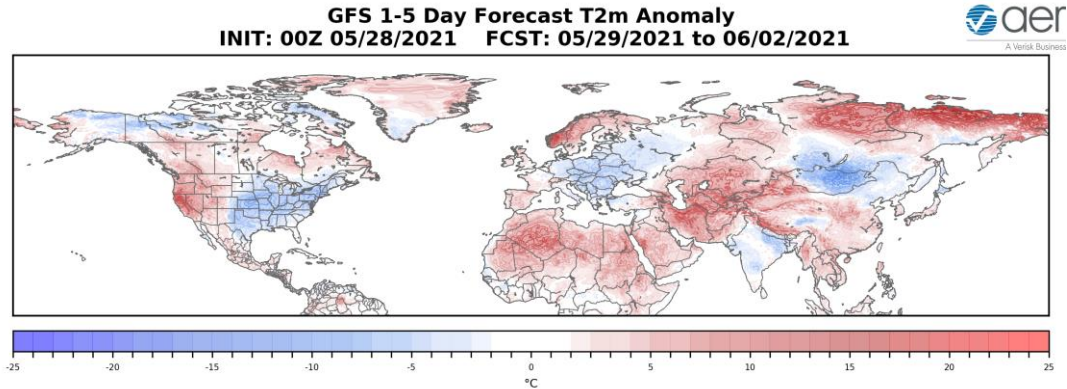 GFS 1-5 Day Forecast T2m Anomaly
INIT: 00Z 05/28/2021 FCST: 05/29/2021 to 06/02/2021
aer
A Verisk Business
-25 -20 -15 -10 -5 0 5 10 15 20 25
°C